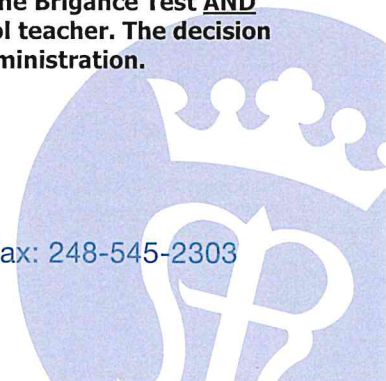 he Brigance Test AND
ol teacher. The decision
ministration.
ax: 248-545-2303